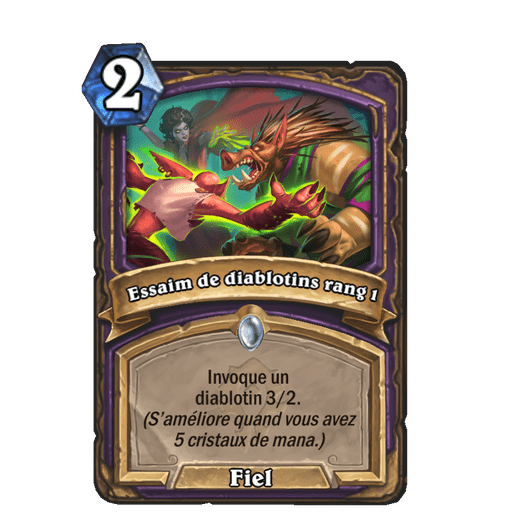 2
Essaim de diablotins rang 1
Invoque un
diablotin 3/2.
(S'améliore quand vous avez
5 cristaux de mana.)
Fiel